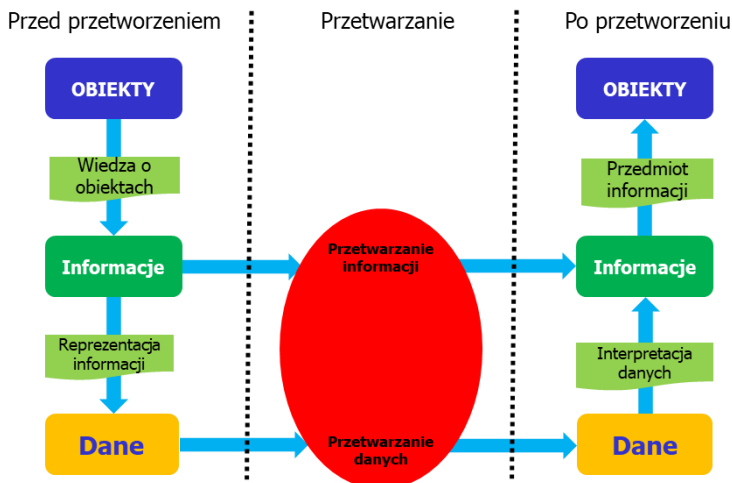 Przed przetworzeniem
Przetwarzanie
Po przetworzeniu
OBIEKTY
OBIEKTY
Wiedza o
obiektach
Przedmiot
informacji
Informacje
Przetwarzanie
informacji
Informacje
Reprezentacja
informacji
Interpretacja
danych
Dane
Przetwarzanie
danych
Dane